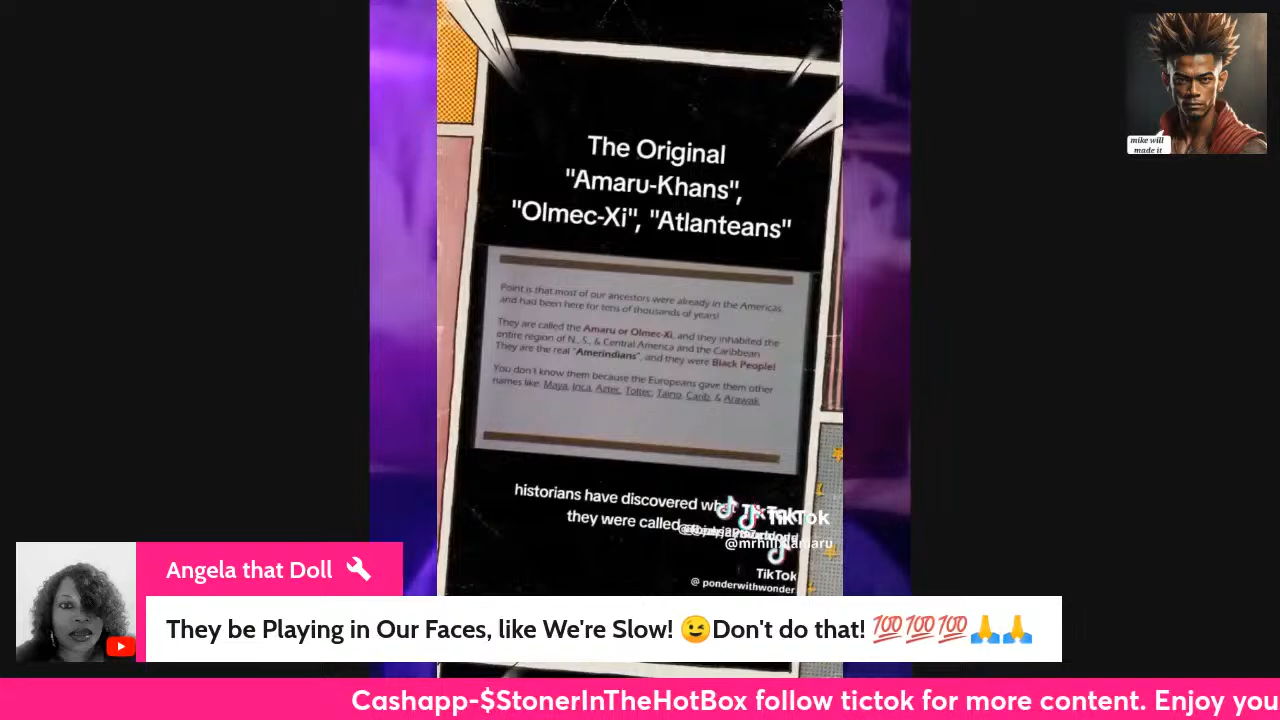 mike will
made it
The Original
"Amaru-Khans",
"Olmec-Xi", "Atlanteans"
Point is that most of our ancestors were already in the Americas
and had been here for tens of thousands of years!
They are called the Amaru or Olmec-Xi, and they inhabited the
entire region of N., S., & Central America and the Caribbean
They are the real "Amerindians", and they were Black People!
You don't know them because the Europeans gave them other
names like: Maya, Inca, Aztec, Toltec, Taino, Carib, & Arawak.
historians have discovered what
they were called
TikTok
TikTok
@ponderwithwonder
Angela that Doll
They be Playing in Our Faces, like We're Slow! 😉Don't do that! 💯💯💯🙏🙏
Cashapp-$StonerInTheHotBox follow tictok for more content. Enjoy you